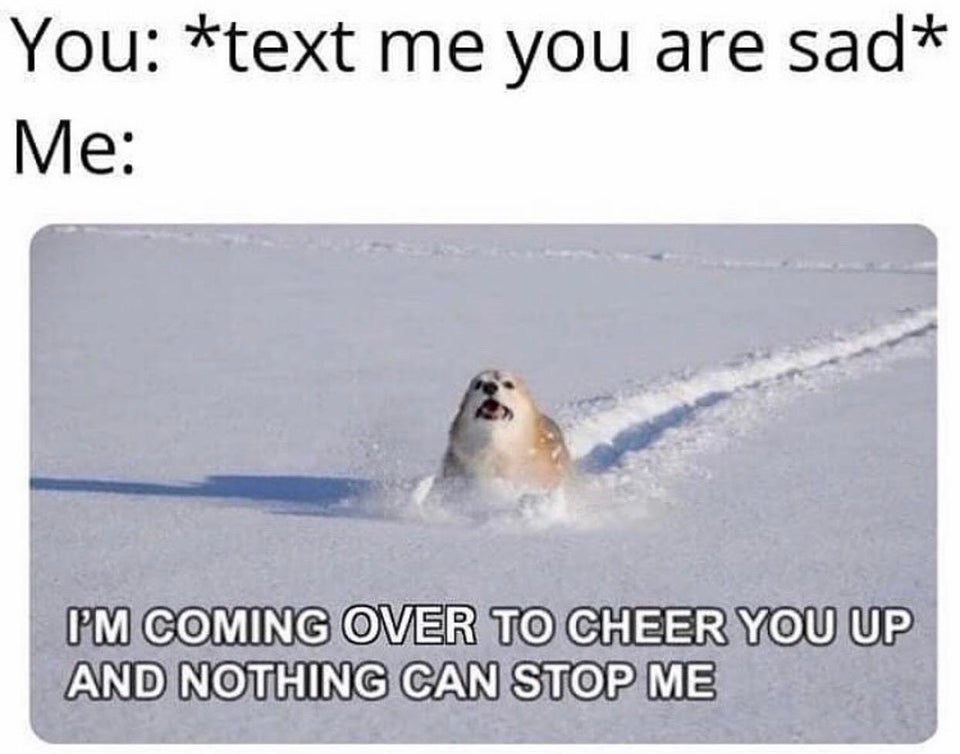 You: *text me you are sad*
Me:
I'M COMING OVER TO CHEER YOU UP
AND NOTHING CAN STOP ME